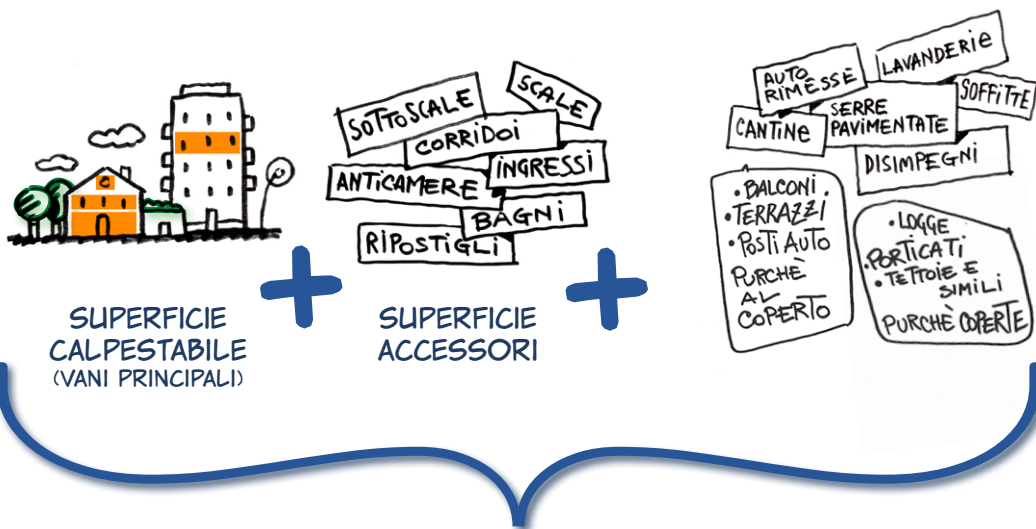 SUPERFICIE
CALPESTABILE
(VANI PRINCIPALI)
SOTTOSCALE
SCALE
CORRIDOI
INGRESSI
ANTICAMERE
BAGNI
RIPOSTIGLI
SUPERFICIE
ACCESSORI
AUTO
RIMESSE
LAVANDERIE
SOFFITTE
CANTINE
SERRE
PAVIMENTATE
DISIMPEGNI
• BALCONI.
• TERRAZZI
• POSTI AUTO
PURCHÈ
AL
COPERTO
• LOGGE
• PORTICATI
• TETTOIE E
SIMILI
PURCHÈ COPERTE